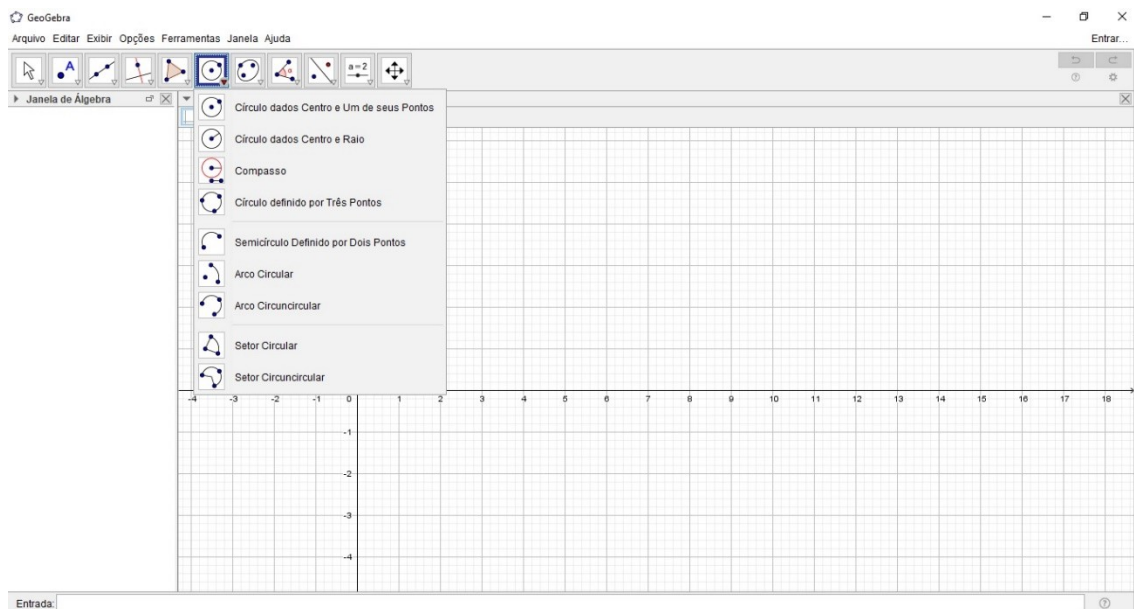 GeoGebra
Arquivo Editar Exibir Opções Ferramentas Janela Ajuda
Entrar...
A
a=2
Janela de Álgebra
Círculo dados Centro e Um de seus Pontos
Círculo dados Centro e Raio
Compasso
Círculo definido por Três Pontos
Semicírculo Definido por Dois Pontos
Arco Circular
Arco Circuncircular
Setor Circular
Setor Circuncircular
-4 -3 -2 -1 0 1 2 3 4 5 6 7 8 9 10 11 12 13 14 15 16 17 18
-1
-2
-3
-4
Entrada: